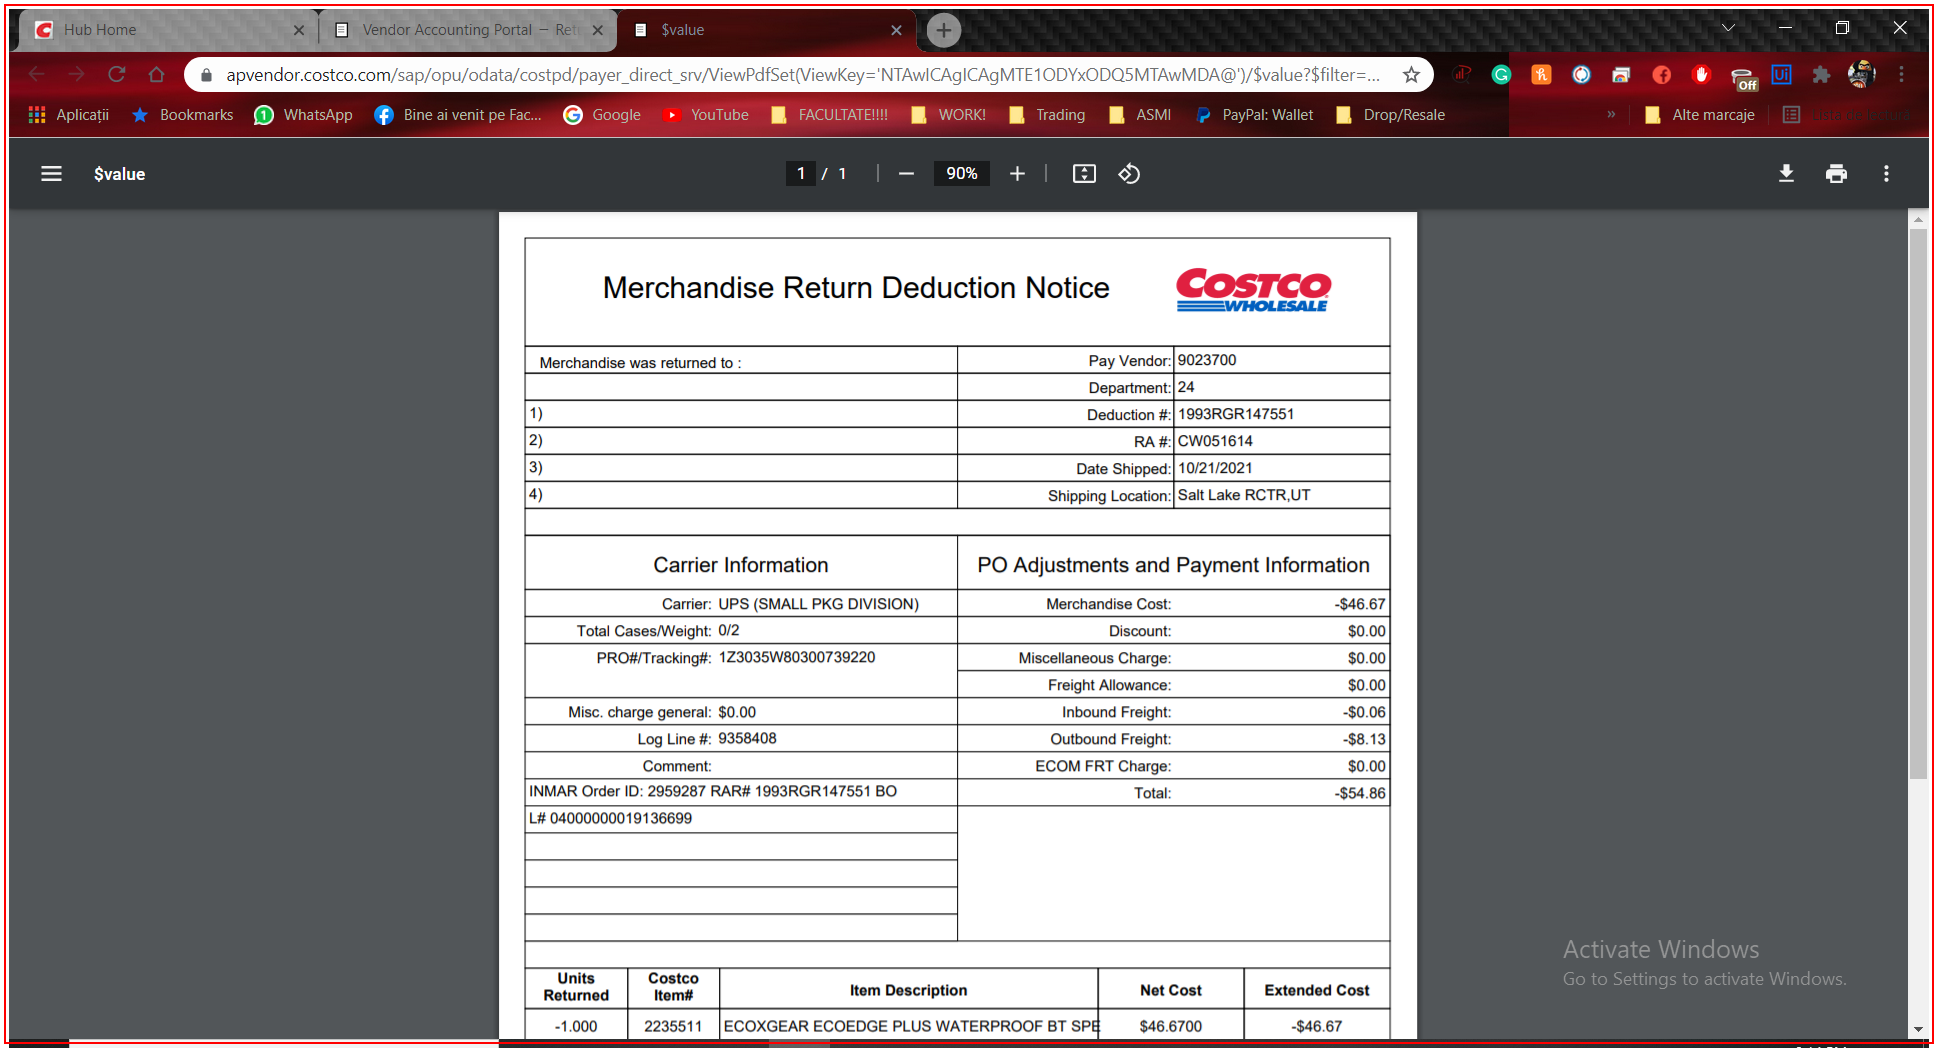 Hub Home
Vendor Accounting Portal – Ret
$value
apvendor.costco.com/sap/opu/odata/costpd/payer_direct_srv/ViewPdfSet(ViewKey='NTAwICAgICAgMTE1ODYxODQ5MTAwMDA@')/$value?$filter=...
Off
Ui
Aplicații
Bookmarks
1 WhatsApp
Bine ai venit pe Fac...
Google
YouTube
FACULTATE!!!!
WORK!
Trading
ASMI
PayPal: Wallet
Drop/Resale
»
Alte marcaje
$value
1 / 1
90%
Merchandise Return Deduction Notice
COSTCO
WHOLESALE
Merchandise was returned to :
Pay Vendor: 9023700
Department: 24
1) Deduction #: 1993RGR147551
2) RA #: CW051614
3) Date Shipped: 10/21/2021
4) Shipping Location: Salt Lake RCTR,UT
Carrier Information
PO Adjustments and Payment Information
Carrier: UPS (SMALL PKG DIVISION) Merchandise Cost: -$46.67
Total Cases/Weight: 0/2 Discount: $0.00
PRO#/Tracking#: 1Z3035W80300739220 Miscellaneous Charge: $0.00
Freight Allowance: $0.00
Misc. charge general: $0.00 Inbound Freight: -$0.06
Log Line #: 9358408 Outbound Freight: -$8.13
Comment: ECOM FRT Charge: $0.00
INMAR Order ID: 2959287 RAR# 1993RGR147551 BO Total: -$54.86
L# 04000000019136699
Units Returned Costco Item# Item Description Net Cost Extended Cost
-1.000 2235511 ECOXGEAR ECOEDGE PLUS WATERPROOF BT SPE $46.6700 -$46.67
Activate Windows
Go to Settings to activate Windows.